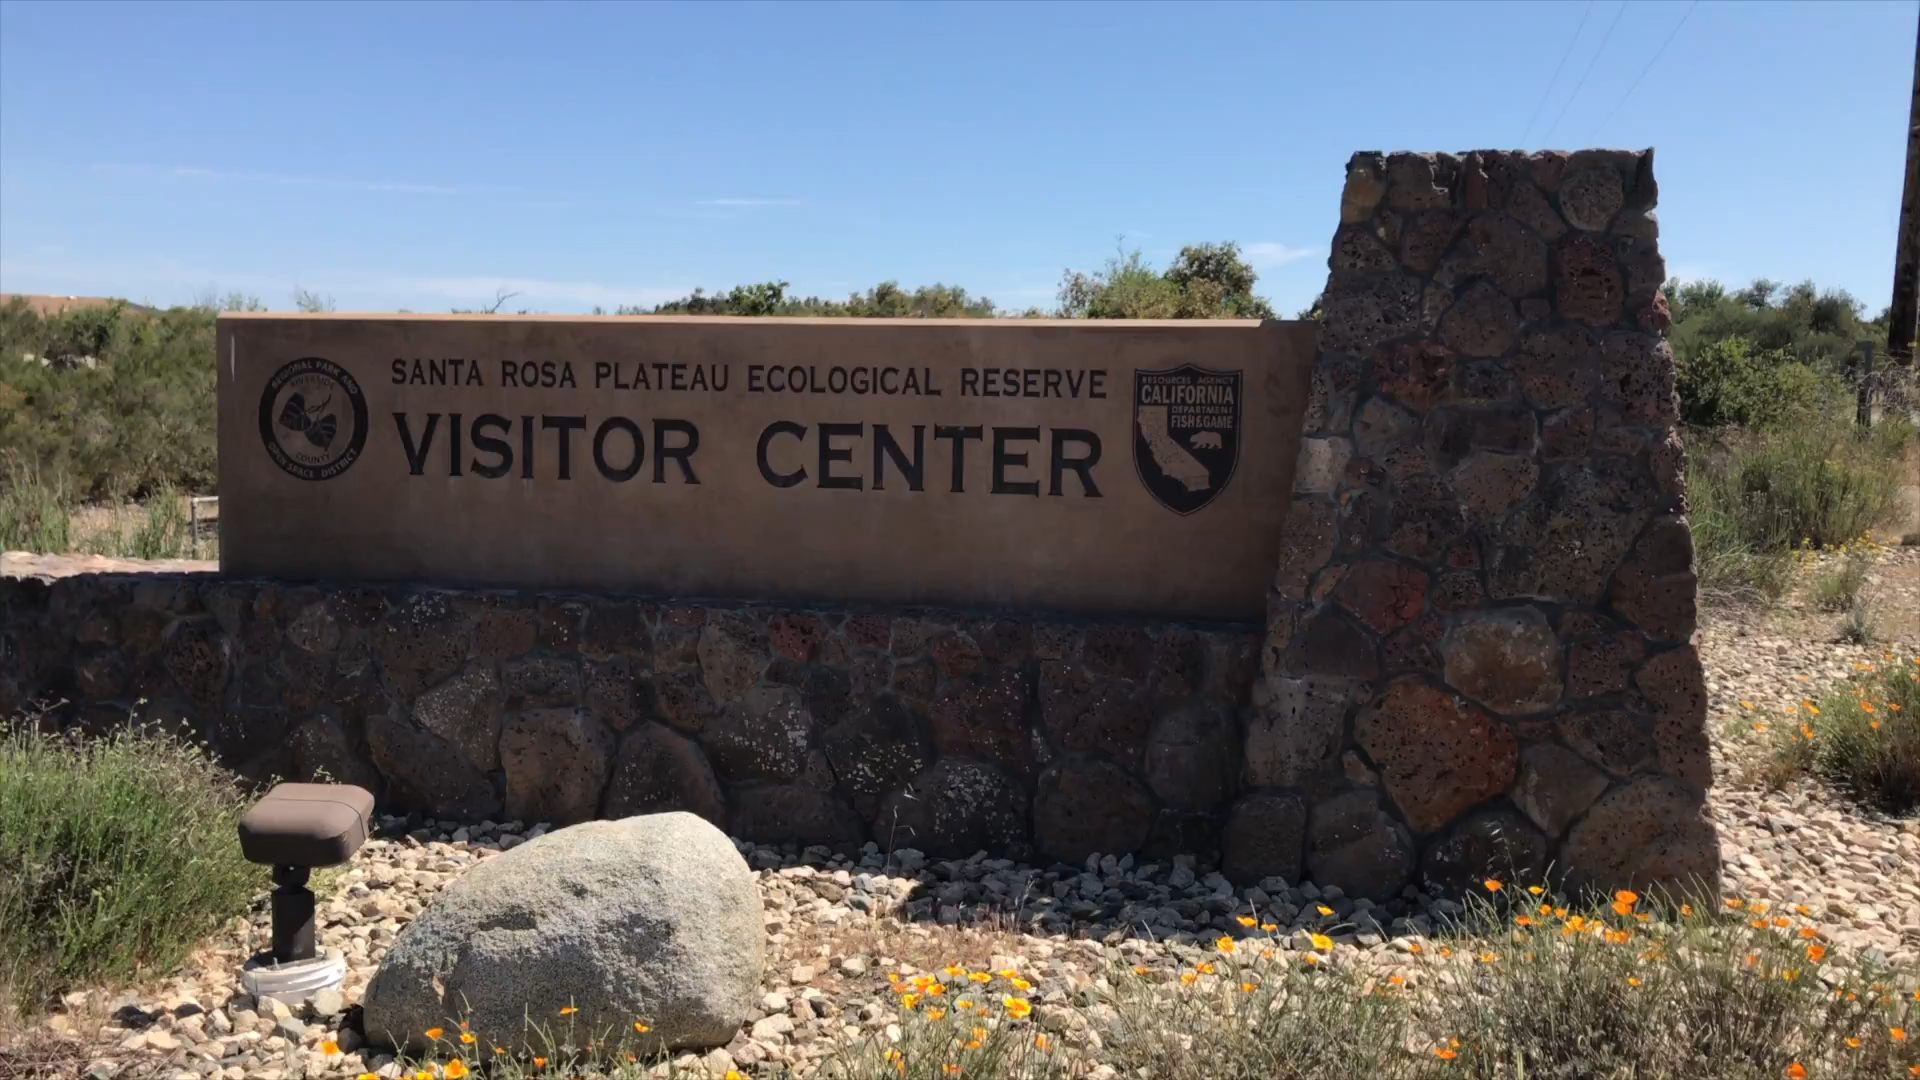 SANTA ROSA PLATEAU ECOLOGICAL RESERVE
VISITOR CENTER
REGIONAL PARK AND
RIVERSIDE
COUNTY
OPEN SPACE DISTRICT
RESOURCES AGENCY
CALIFORNIA
DEPARTMENT
FISH & GAME